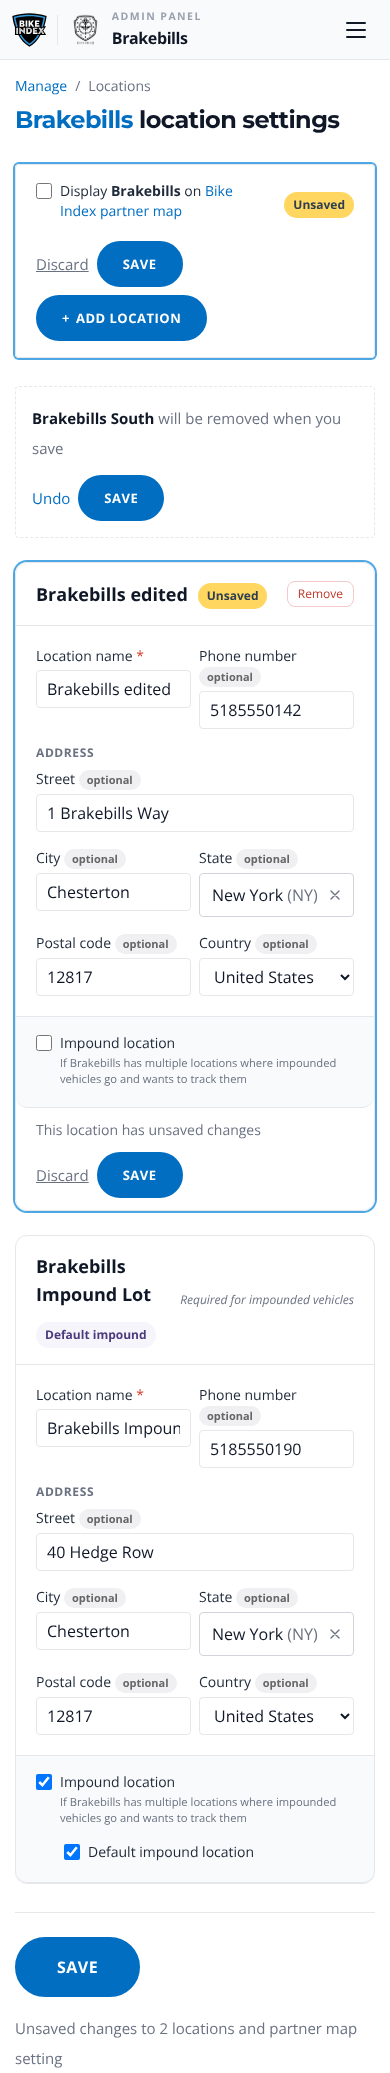 BIKE
INDEX
ADMIN PANEL
Brakebills
Manage / Locations
Brakebills location settings
Display Brakebills on Bike
Index partner map
Unsaved
Discard
SAVE
+ ADD LOCATION
Brakebills South will be removed when you
save
Undo
SAVE
Brakebills edited
Unsaved
Remove
Location name *
Phone number
optional
Brakebills edited
5185550142
ADDRESS
Street optional
1 Brakebills Way
City optional
State optional
Chesterton
New York (NY) ×
Postal code optional
Country optional
12817
United States
Impound location
If Brakebills has multiple locations where impounded
vehicles go and wants to track them
This location has unsaved changes
Discard
SAVE
Brakebills
Impound Lot
Required for impounded vehicles
Default impound
Location name *
Phone number
optional
Brakebills Impoun
5185550190
ADDRESS
Street optional
40 Hedge Row
City optional
State optional
Chesterton
New York (NY) ×
Postal code optional
Country optional
12817
United States
Impound location
If Brakebills has multiple locations where impounded
vehicles go and wants to track them
Default impound location
SAVE
Unsaved changes to 2 locations and partner map
setting